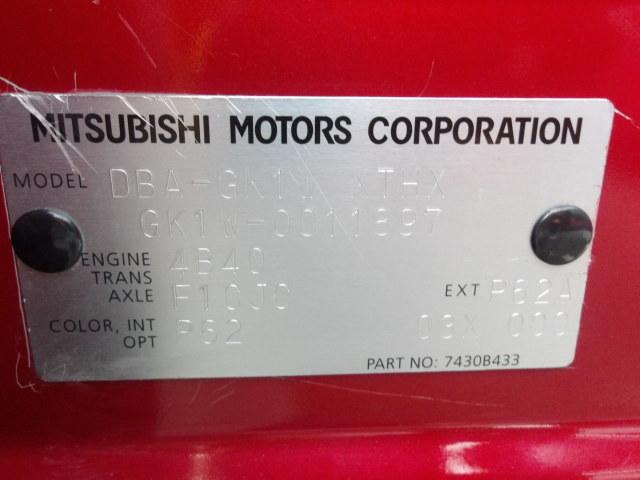 MITSUBISHI MOTORS CORPORATION
MODEL DBA-GK1W XTHX
GK1W-0011897
ENGINE 4B40
TRANS
AXLE F1CJC EXT P62A
COLOR, INT P62 03X 000
OPT
PART NO: 7430B433